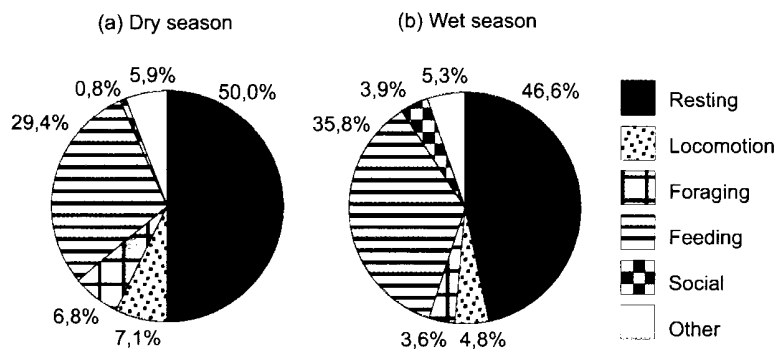 (a) Dry season
(b) Wet season
5,9%
0,8%
50,0%
29,4%
6,8%
7,1%
5,3%
3,9%
46,6%
35,8%
3,6%
4,8%
Resting
Locomotion
Foraging
Feeding
Social
Other